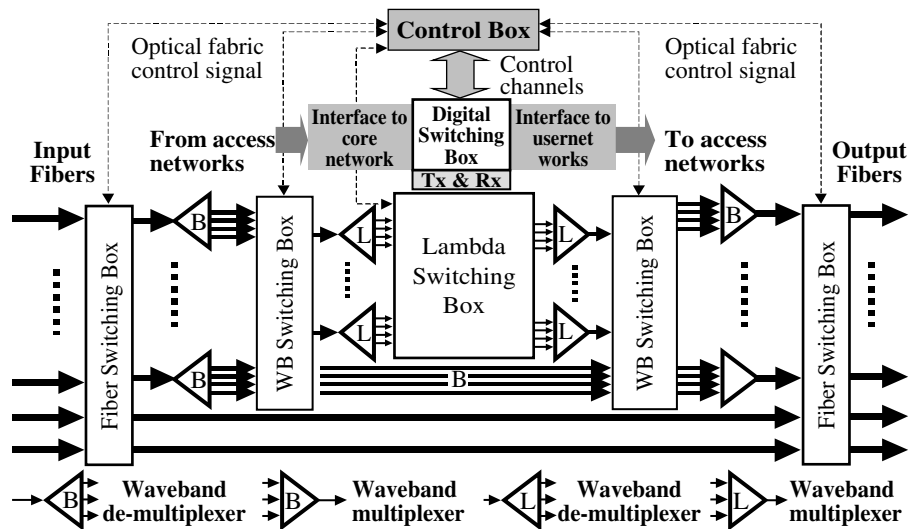 Control Box
Optical fabric
control signal
Optical fabric
control signal
Control
channels
Input
Fibers
From access
networks
Interface to
core
network
Digital
Switching
Box
Interface to
usernet
works
To access
networks
Output
Fibers
Tx & Rx
Fiber Switching Box
B
B
WB Switching Box
L
L
Lambda
Switching
Box
L
L
B
WB Switching Box
B
Fiber Switching Box
B
Waveband
de-multiplexer
B
Waveband
multiplexer
L
Waveband
de-multiplexer
L
Waveband
multiplexer